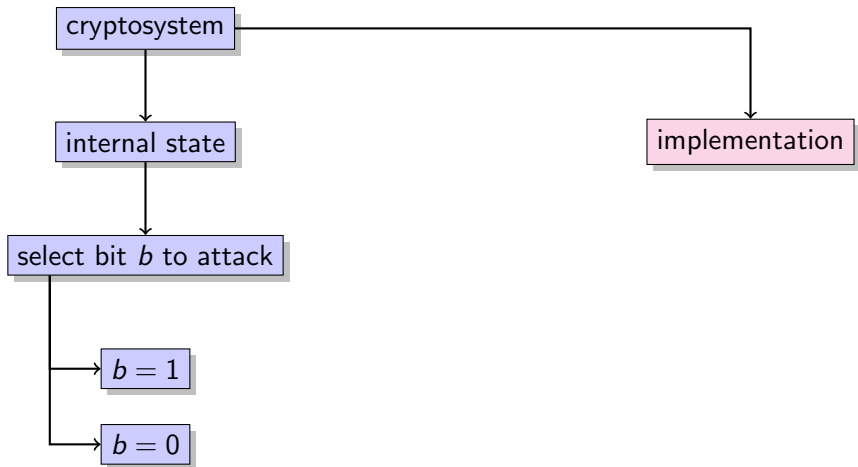 cryptosystem
internal state
implementation
select bit b to attack
b = 1
b = 0